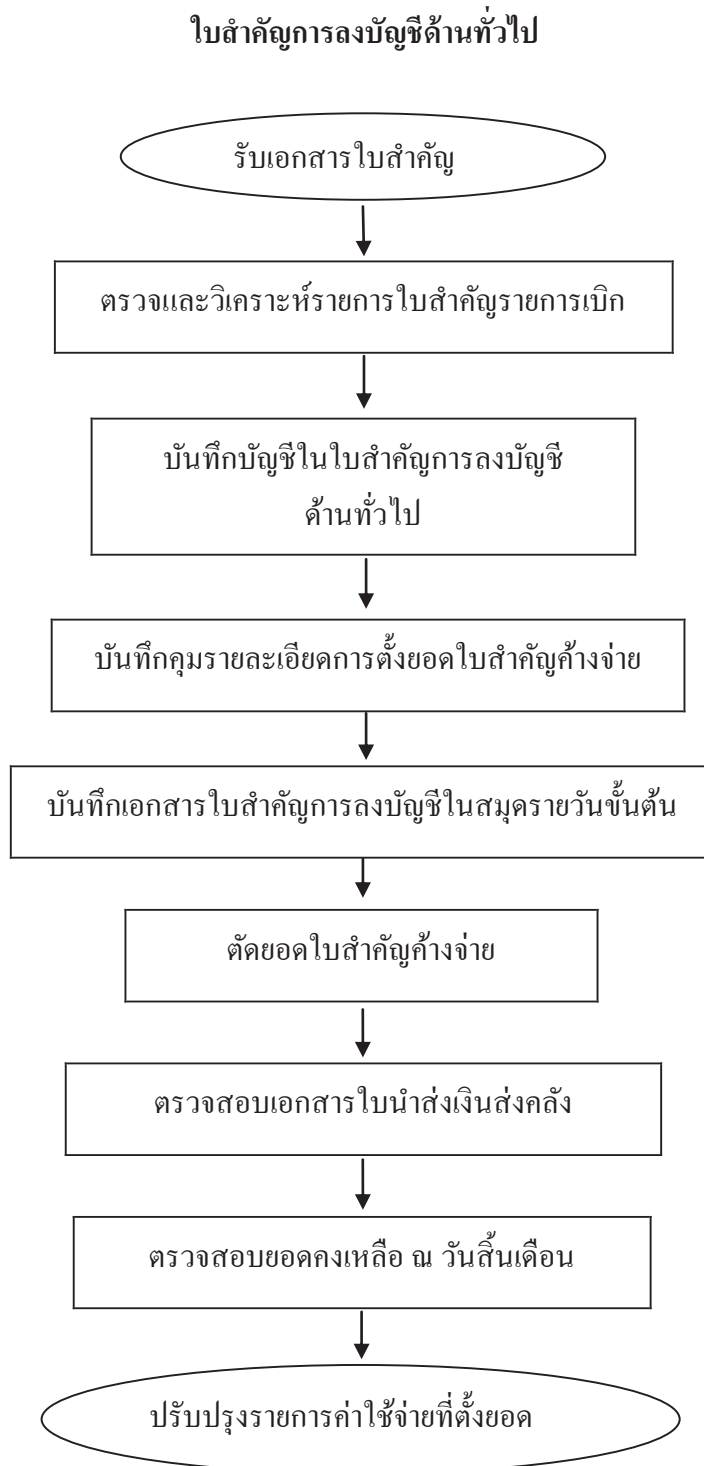 ใบสำคัญการลงบัญชีด้านทั่วไป
รับเอกสารใบสำคัญ
ตรวจและวิเคราะห์รายการใบสำคัญรายการเบิก
บันทึกบัญชีในใบสำคัญการลงบัญชี
ด้านทั่วไป
บันทึกคุมรายละเอียดการตั้งยอดใบสำคัญค้างจ่าย
บันทึกเอกสารใบสำคัญการลงบัญชีในสมุดรายวันขั้นต้น
ตัดยอดใบสำคัญค้างจ่าย
ตรวจสอบเอกสารใบนำส่งเงินส่งคลัง
ตรวจสอบยอดคงเหลือ ณ วันสิ้นเดือน
ปรับปรุงรายการค่าใช้จ่ายที่ตั้งยอด